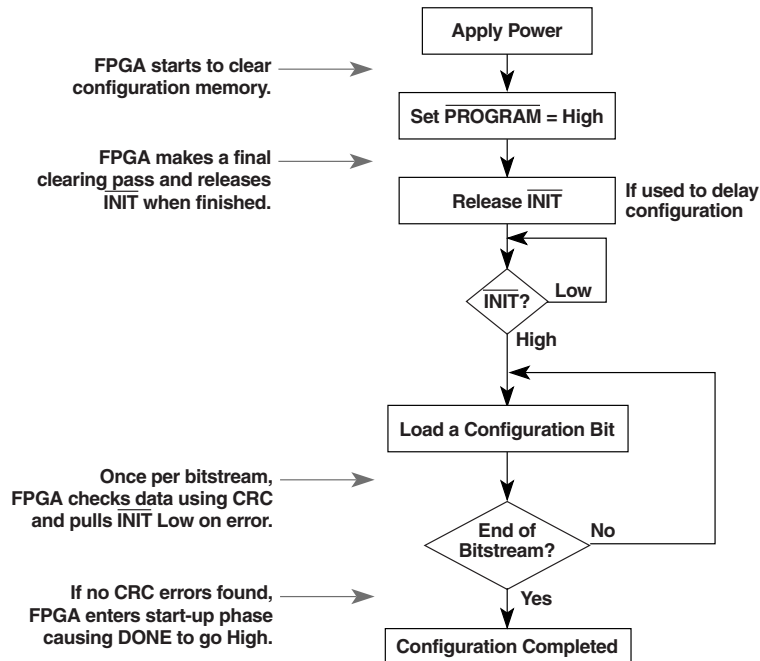 Apply Power
FPGA starts to clear
configuration memory.
Set PROGRAM = High
FPGA makes a final
clearing pass and releases
INIT when finished.
Release INIT
If used to delay
configuration
INIT?
Low
High
Load a Configuration Bit
Once per bitstream,
FPGA checks data using CRC
and pulls INIT Low on error.
End of
Bitstream?
No
Yes
If no CRC errors found,
FPGA enters start-up phase
causing DONE to go High.
Configuration Completed